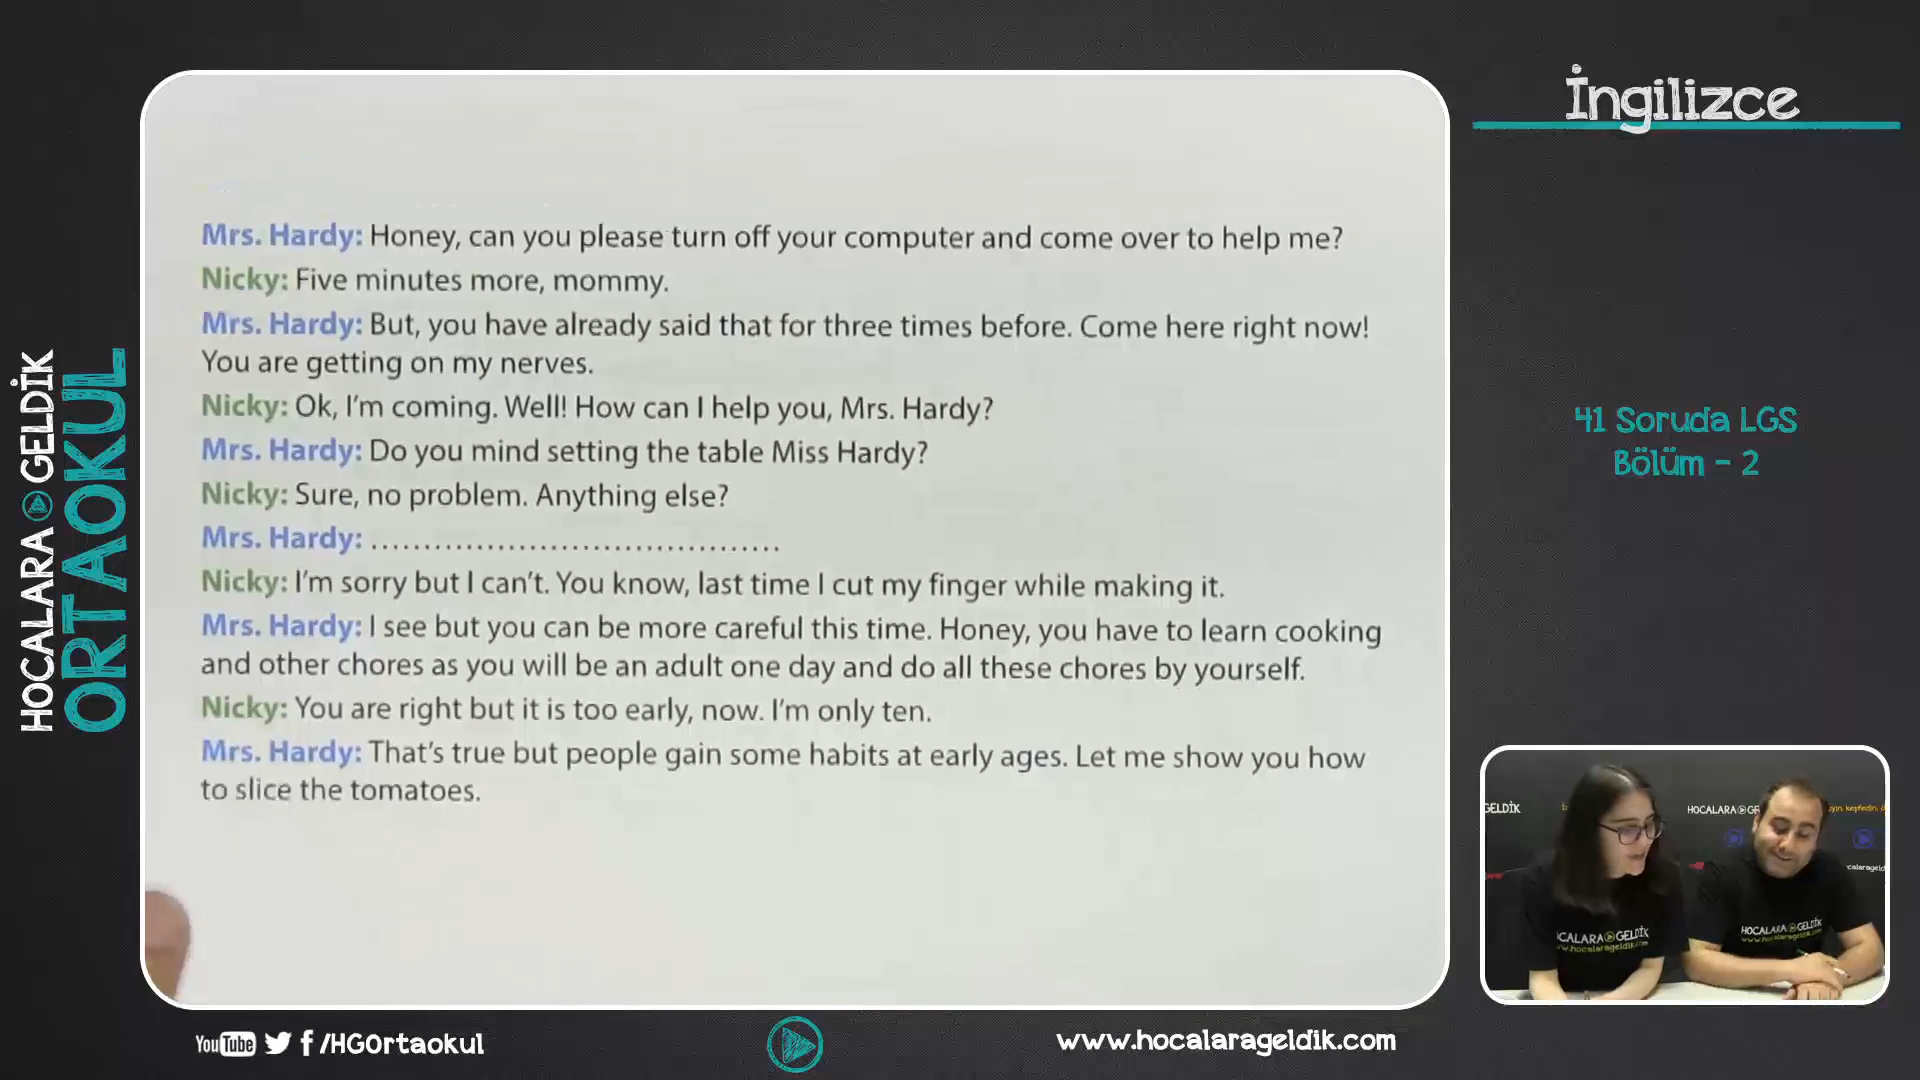 İngilizce
Mrs. Hardy: Honey, can you please turn off your computer and come over to help me?
Nicky: Five minutes more, mommy.
Mrs. Hardy: But, you have already said that for three times before. Come here right now!
You are getting on my nerves.
Nicky: Ok, I'm coming. Well! How can I help you, Mrs. Hardy?
Mrs. Hardy: Do you mind setting the table Miss Hardy?
Nicky: Sure, no problem. Anything else?
Mrs. Hardy: .......................................
Nicky: I'm sorry but I can't. You know, last time I cut my finger while making it.
Mrs. Hardy: I see but you can be more careful this time. Honey, you have to learn cooking
and other chores as you will be an adult one day and do all these chores by yourself.
Nicky: You are right but it is too early, now. I'm only ten.
Mrs. Hardy: That's true but people gain some habits at early ages. Let me show you how
to slice the tomatoes.
41 Soruda LGS
Bölüm - 2
HOCALARA GELDİK
ORTAOKUL
GELDİK
HOCALARA
HOCALARA GELDİK
www.hocalarageldik.com
YouTube f /HGOrtaokul
www.hocalarageldik.com